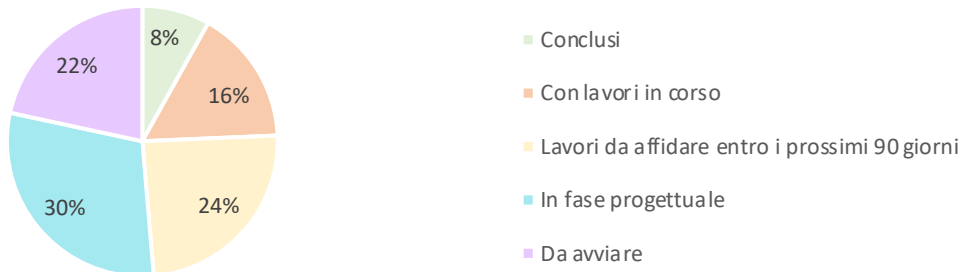 8%
22%
16%
30%
24%
Conclusi
Con lavori in corso
Lavori da affidare entro i prossimi 90 giorni
In fase progettuale
Da avviare